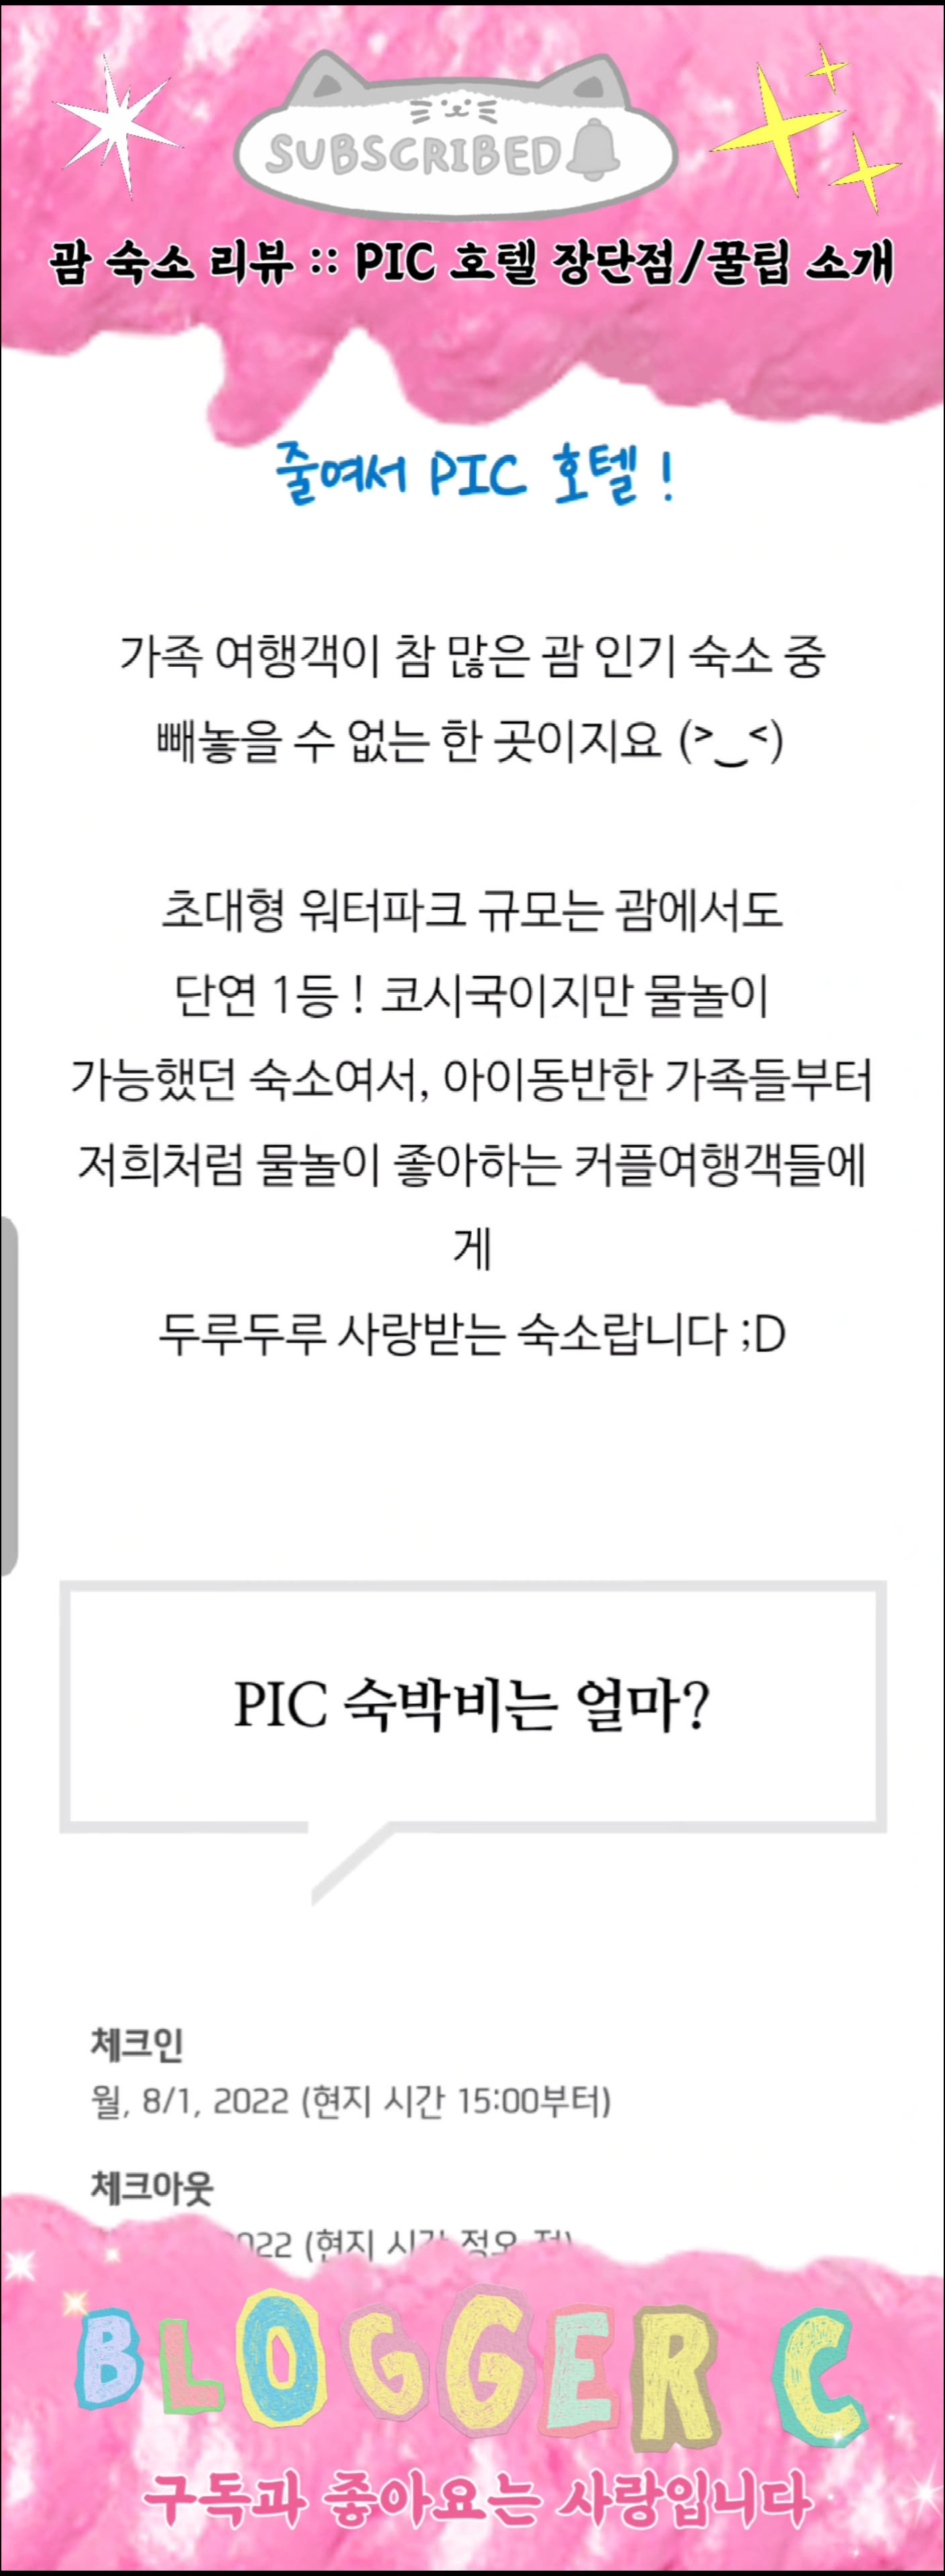 SUBSCRIBED
괌 숙소 리뷰 :: PIC 호텔 장단점/꿀팁 소개
줄여서 PIC 호텔 !
가족 여행객이 참 많은 괌 인기 숙소 중
빼놓을 수 없는 한 곳이지요 (˃‿˂)
초대형 워터파크 규모는 괌에서도
단연 1등 ! 코시국이지만 물놀이
가능했던 숙소여서, 아이동반한 가족들부터
저희처럼 물놀이 좋아하는 커플여행객들에
게
두루두루 사랑받는 숙소랍니다 ;D
PIC 숙박비는 얼마?
체크인
월, 8/1, 2022 (현지 시간 15:00부터)
체크아웃
2022 (현지 시간 정오 전)
BLOGGER C
구독과 좋아요는 사랑입니다